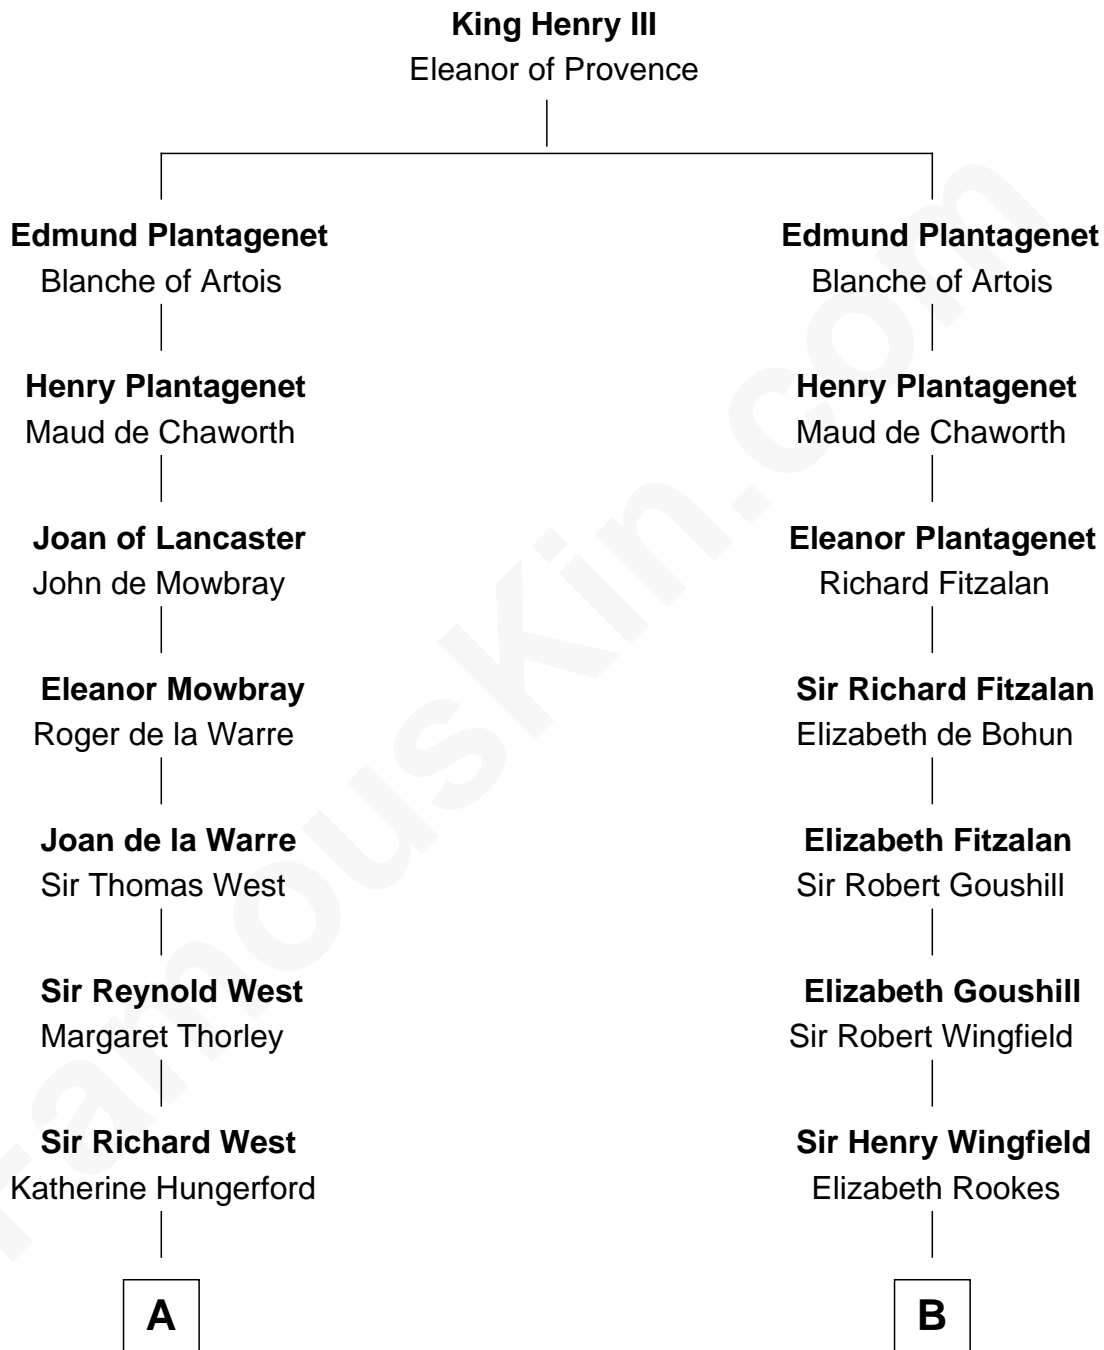 King Henry III
Eleanor of Provence
Edmund Plantagenet
Blanche of Artois
Edmund Plantagenet
Blanche of Artois
Henry Plantagenet
Maud de Chaworth
Henry Plantagenet
Maud de Chaworth
Joan of Lancaster
John de Mowbray
Eleanor Plantagenet
Richard Fitzalan
Eleanor Mowbray
Roger de la Warre
Sir Richard Fitzalan
Elizabeth de Bohun
Joan de la Warre
Sir Thomas West
Elizabeth Fitzalan
Sir Robert Goushill
Sir Reynold West
Margaret Thorley
Elizabeth Goushill
Sir Robert Wingfield
Sir Richard West
Katherine Hungerford
Sir Henry Wingfield
Elizabeth Rookes
A
B
FamousKin.com